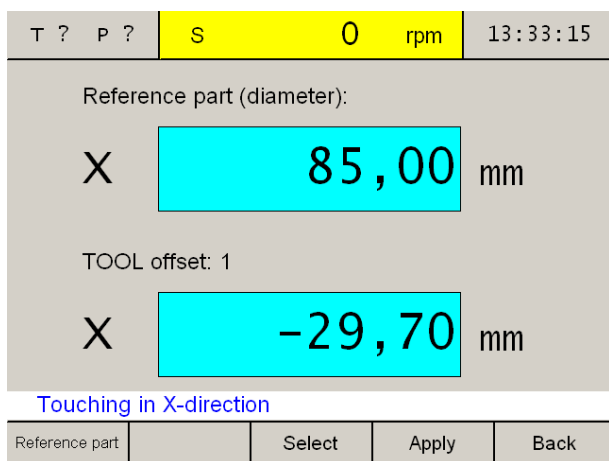 T ? P ? S 0 rpm 13:33:15
Reference part (diameter):
X 85,00 mm
TOOL offset: 1
X -29,70 mm
Touching in X-direction
Reference part Select Apply Back